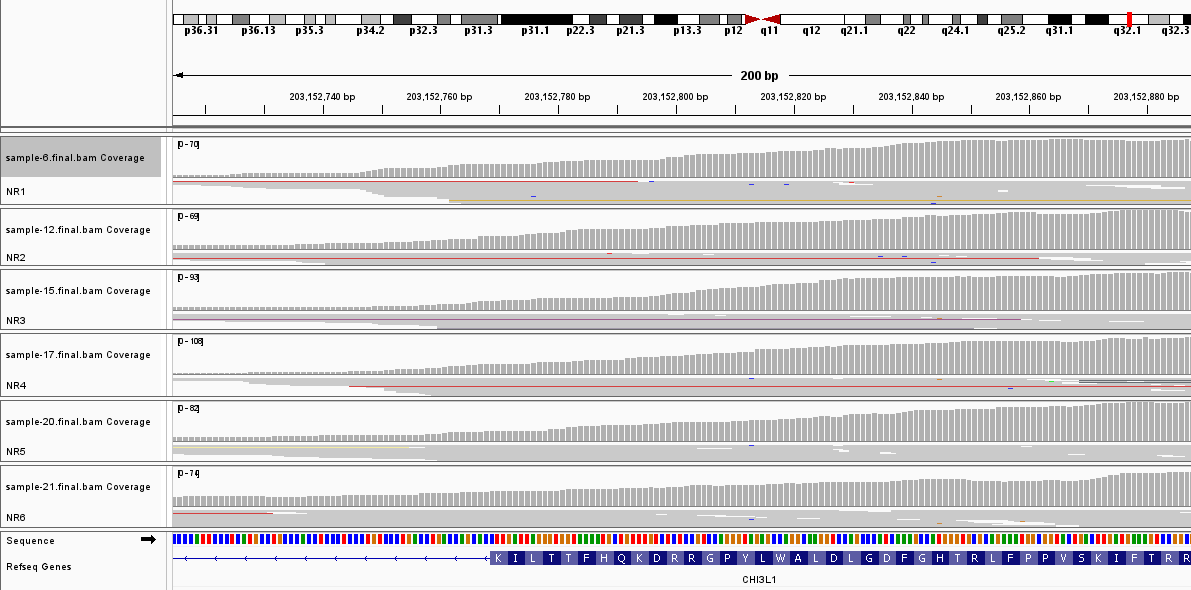 p36.31 p36.13 p35.3 p34.2 p32.3 p31.3 p31.1 p22.3 p21.3 p13.3 p12 q11 q12 q21.1 q22 q24.1 q25.2 q31.1 q32.1 q32.3
200 bp
203,152,740 bp 203,152,760 bp 203,152,780 bp 203,152,800 bp 203,152,820 bp 203,152,840 bp 203,152,860 bp 203,152,880 bp
[0 - 70]
sample-6.final.bam Coverage
NR1
[0 - 69]
sample-12.final.bam Coverage
NR2
[0 - 93]
sample-15.final.bam Coverage
NR3
[0 - 108]
sample-17.final.bam Coverage
NR4
[0 - 82]
sample-20.final.bam Coverage
NR5
[0 - 74]
sample-21.final.bam Coverage
NR6
Sequence
Refseq Genes
K I L T T F H Q K D R R G P Y L W A L D L G D F G H T R L F P P V S K I F T R R
CHI3L1